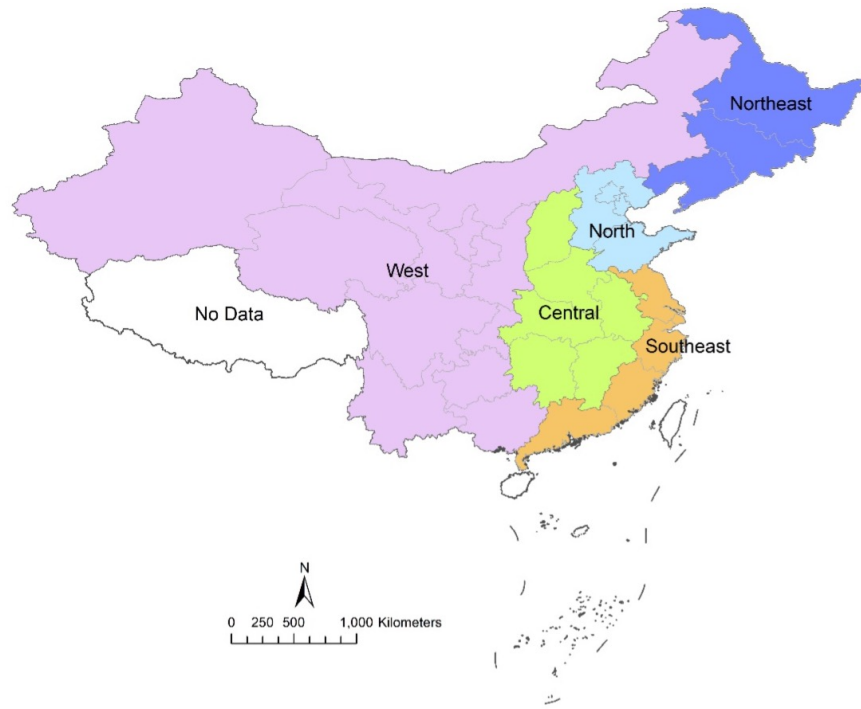 Northeast
North
West
No Data
Central
Southeast
N
0 250 500 1,000 Kilometers